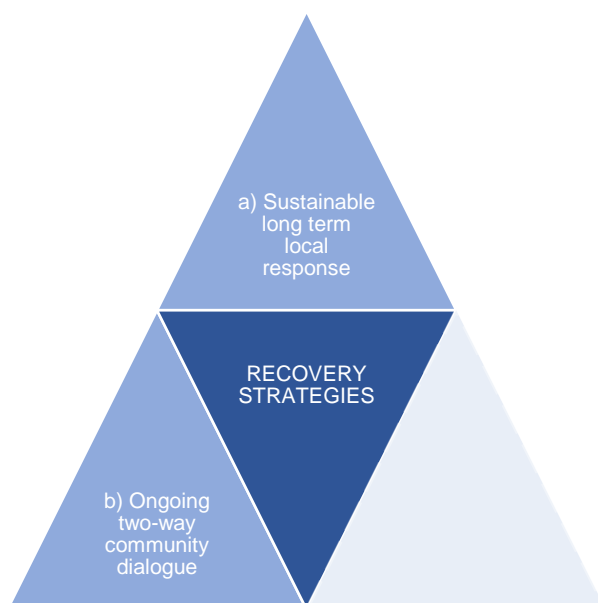 a) Sustainable
long term
local
response
RECOVERY
STRATEGIES
b) Ongoing
two-way
community
dialogue